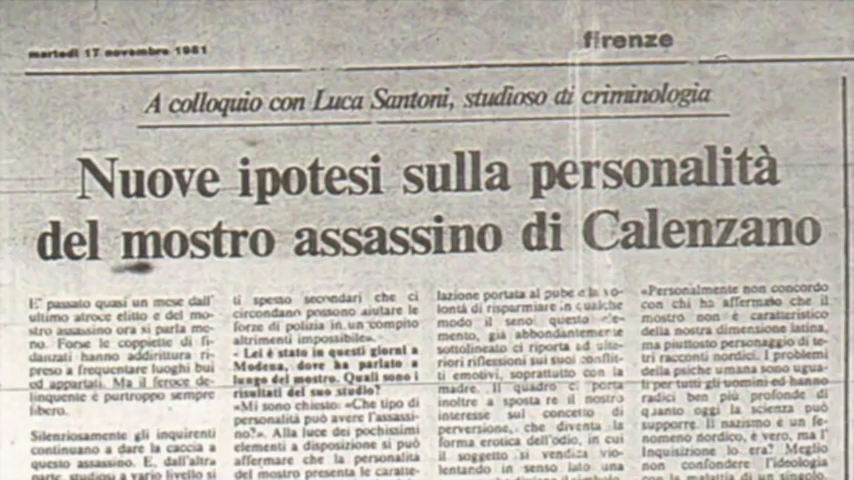 martedì 17 novembre 1981
firenze
A colloquio con Luca Santoni, studioso di criminologia
Nuove ipotesi sulla personalità
del mostro assassino di Calenzano
E' passato quasi un mese dall'
ultimo atroce elitto e del mo-
stro assassino ora si parla me-
no. Forse le coppiette di fi-
danzati hanno addirittura ri-
preso a frequentare luoghi bui
ed appartati. Ma il feroce de-
linquente è purtroppo sempre
libero.
Silenziosamente gli inquirenti
continuano a dare la caccia a
questo assassino. E, dall'altra
parte, studiosi a vario livello si
ti spesso secondari che ci
circondano possono aiutare le
forze di polizia in un compito
altrimenti impossibile».
- Lei è stato in questi giorni a
Modena, dove ha parlato a
lungo del mostro. Quali sono i
risultati del suo studio?
«Mi sono chiesto: «Che tipo di
personalità può avere l'assassi-
no?». Alla luce dei pochissimi
elementi a disposizione si può
affermare che la personalità
del mostro presenta le caratte-
lazione portata al pube e la vo-
lontà di risparmiare in qualche
modo il seno: questo ele-
mento, già abbondantemente
sottolineato ci riporta ad ulte-
riori riflessioni sui suoi conflit-
ti emotivi, soprattutto con la
madre. Il quadro ci porta
inoltre a spostare il nostro
interesse sul concetto di
perversione, che diventa la
forma erotica dell'odio, in cui
il soggetto si vendica vio-
lentando in senso lato una
«Personalmente non concordo
con chi ha affermato che il
mostro non è caratteristico
della nostra dimensione latina,
ma piuttosto personaggio di te-
tri racconti nordici. I problemi
della psiche umana sono ugua-
li per tutti gli uomini ed hanno
radici ben più profonde di
quanto oggi la scienza può
supporre. Il nazismo è un fe-
nomeno nordico, è vero, ma l'
Inquisizione lo era? Meglio
non confondere l'ideologia
con la malattia di un singolo.